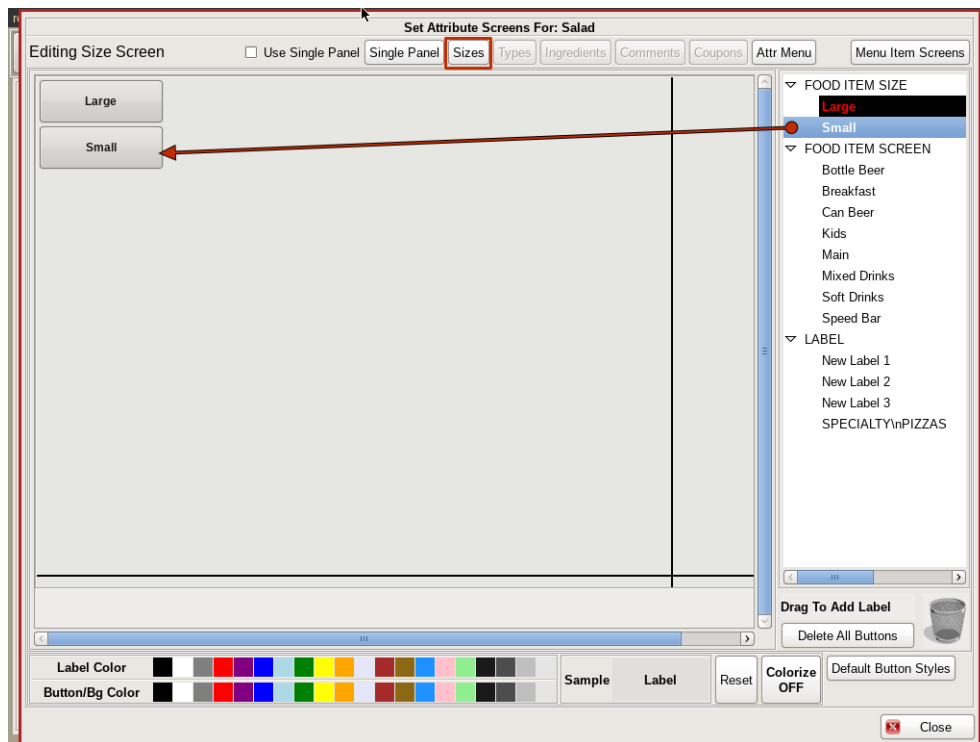 Set Attribute Screens For: Salad
Editing Size Screen
Use Single Panel
Single Panel
Sizes
Types
Ingredients
Comments
Coupons
Attr Menu
Menu Item Screens
Large
Small
FOOD ITEM SIZE
Large
Small
FOOD ITEM SCREEN
Bottle Beer
Breakfast
Can Beer
Kids
Main
Mixed Drinks
Soft Drinks
Speed Bar
LABEL
New Label 1
New Label 2
New Label 3
SPECIALTY\nPIZZAS
Drag To Add Label
Delete All Buttons
Label Color
Button/Bg Color
Sample
Label
Reset
Colorize
OFF
Default Button Styles
Close